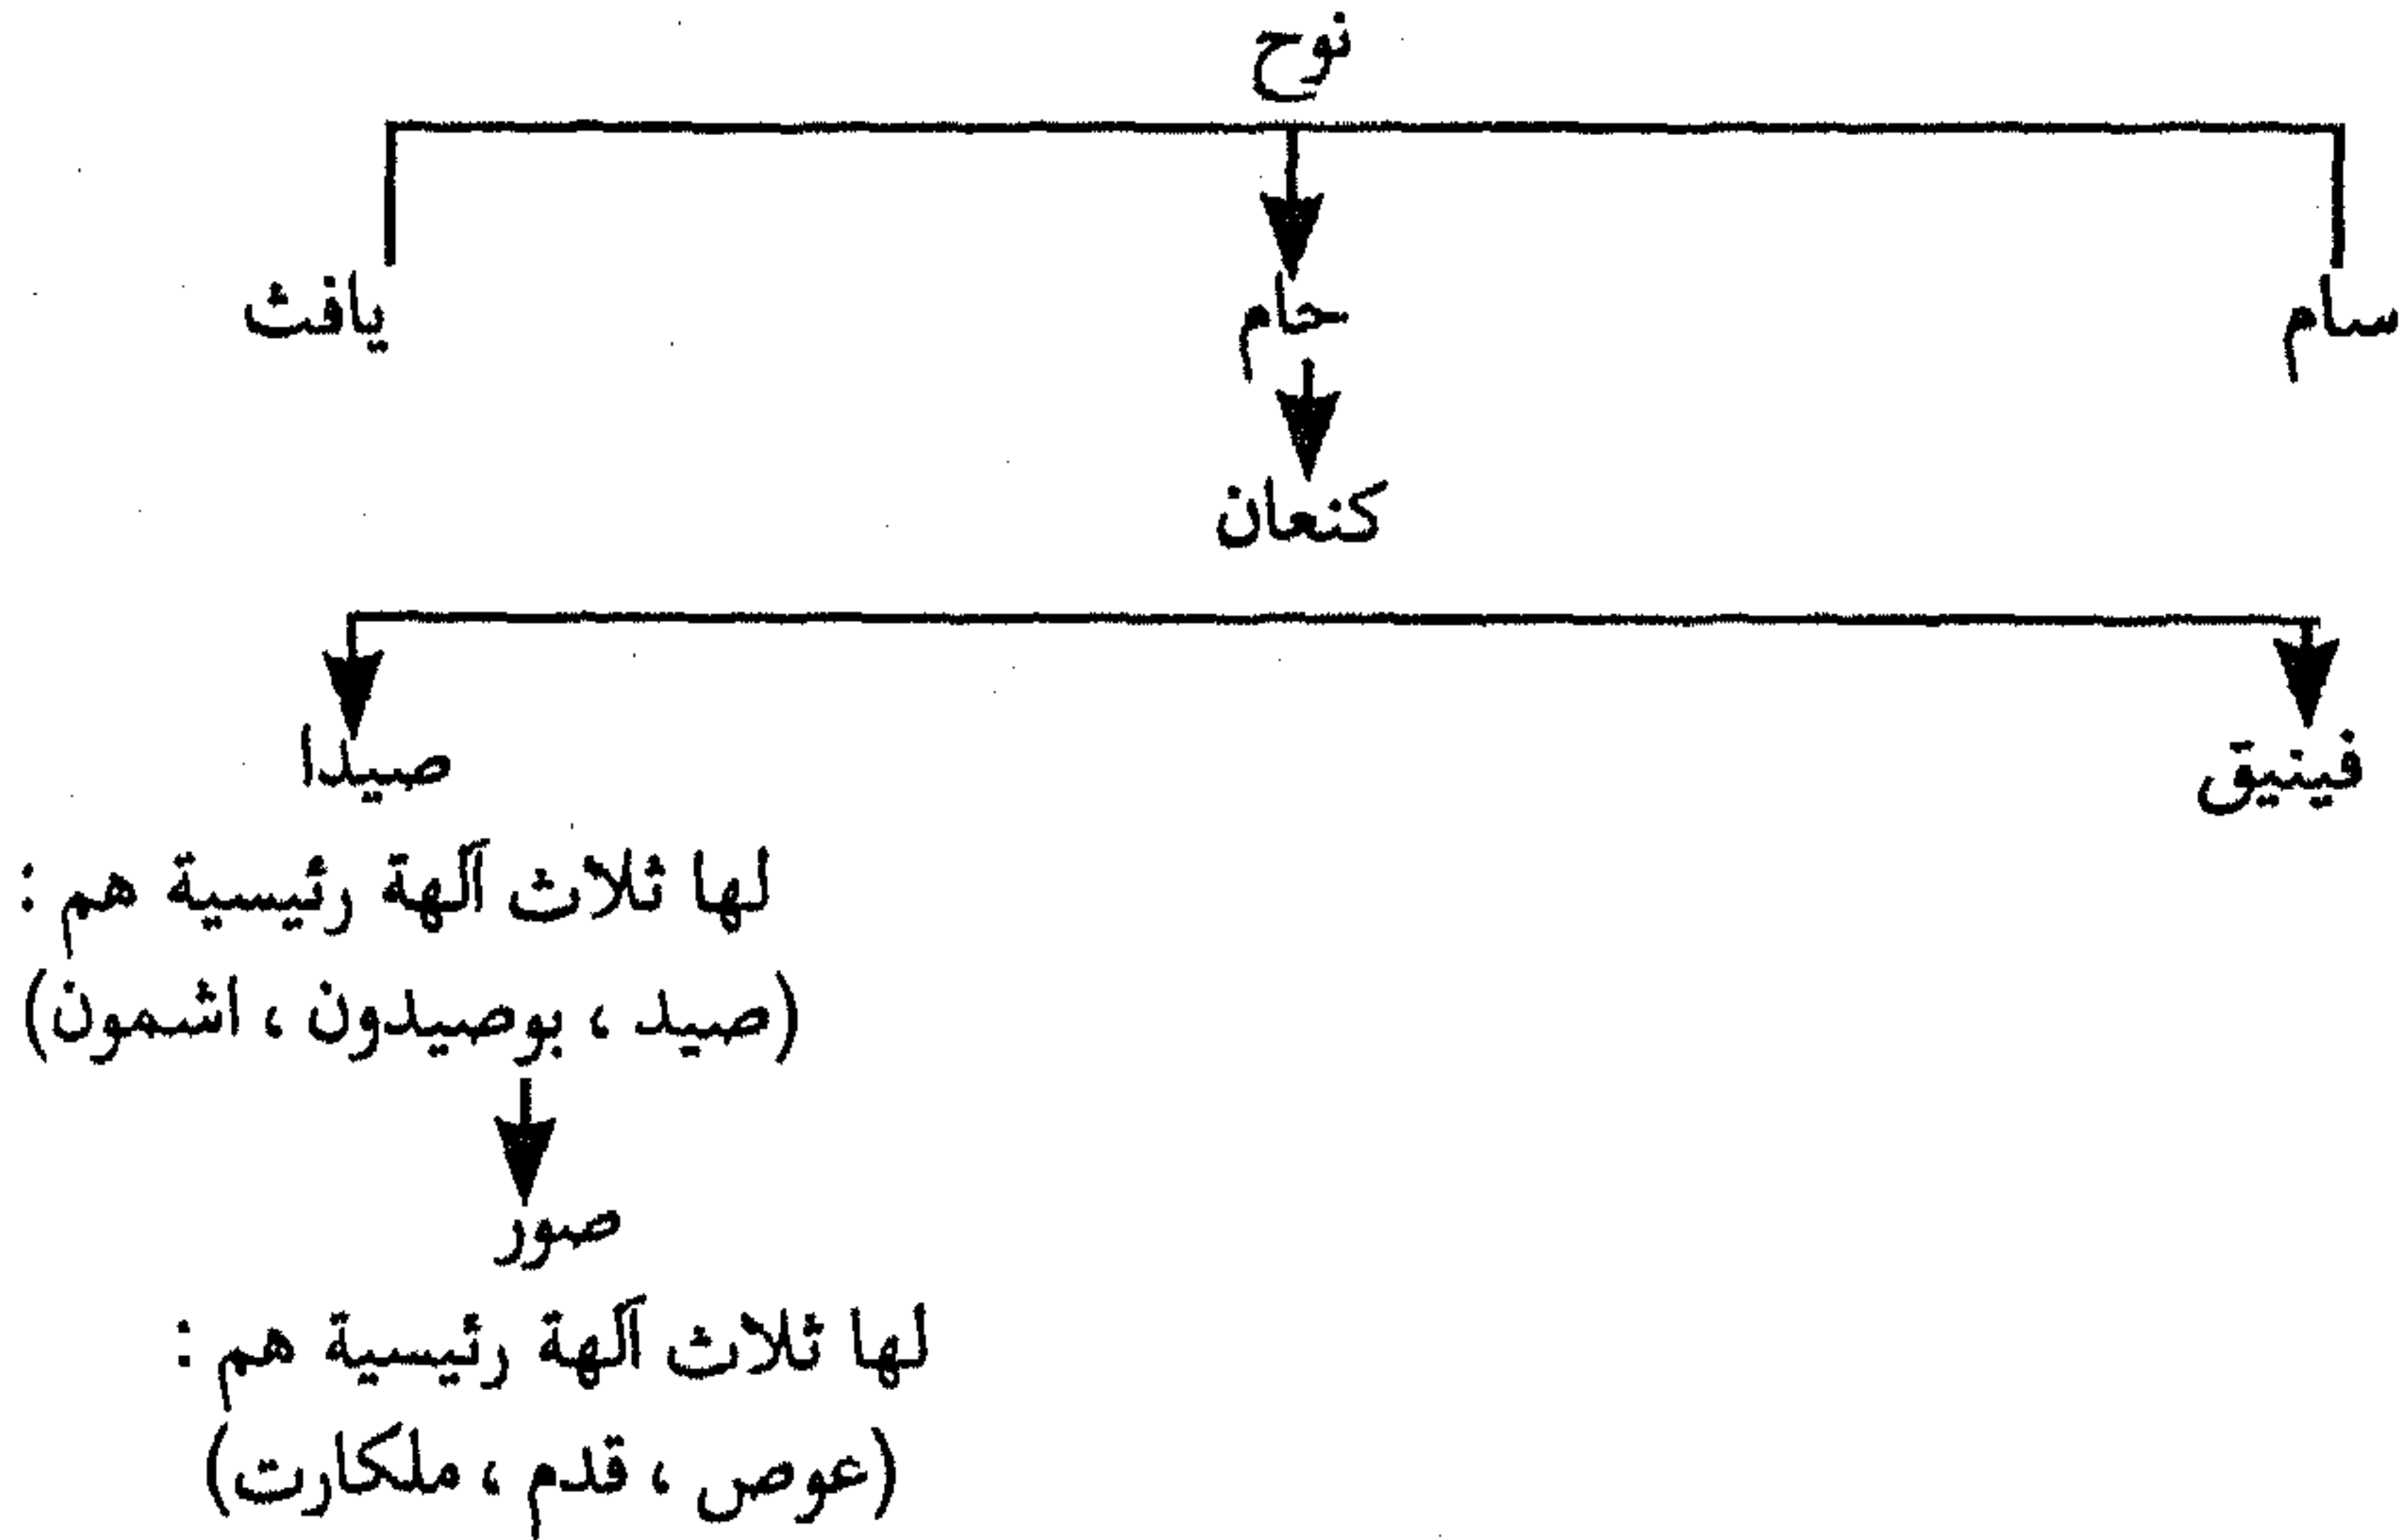 نوح
سام
حام
يافث
كنعان
فينيق
صيدا
لها ثلاث آلهة رئيسية هم :
(صيد ، بوصيدون ، اشمون)
صور
لها ثلاث آلهة رئيسية هم :
(عوص ، قدم ، ملكارت)